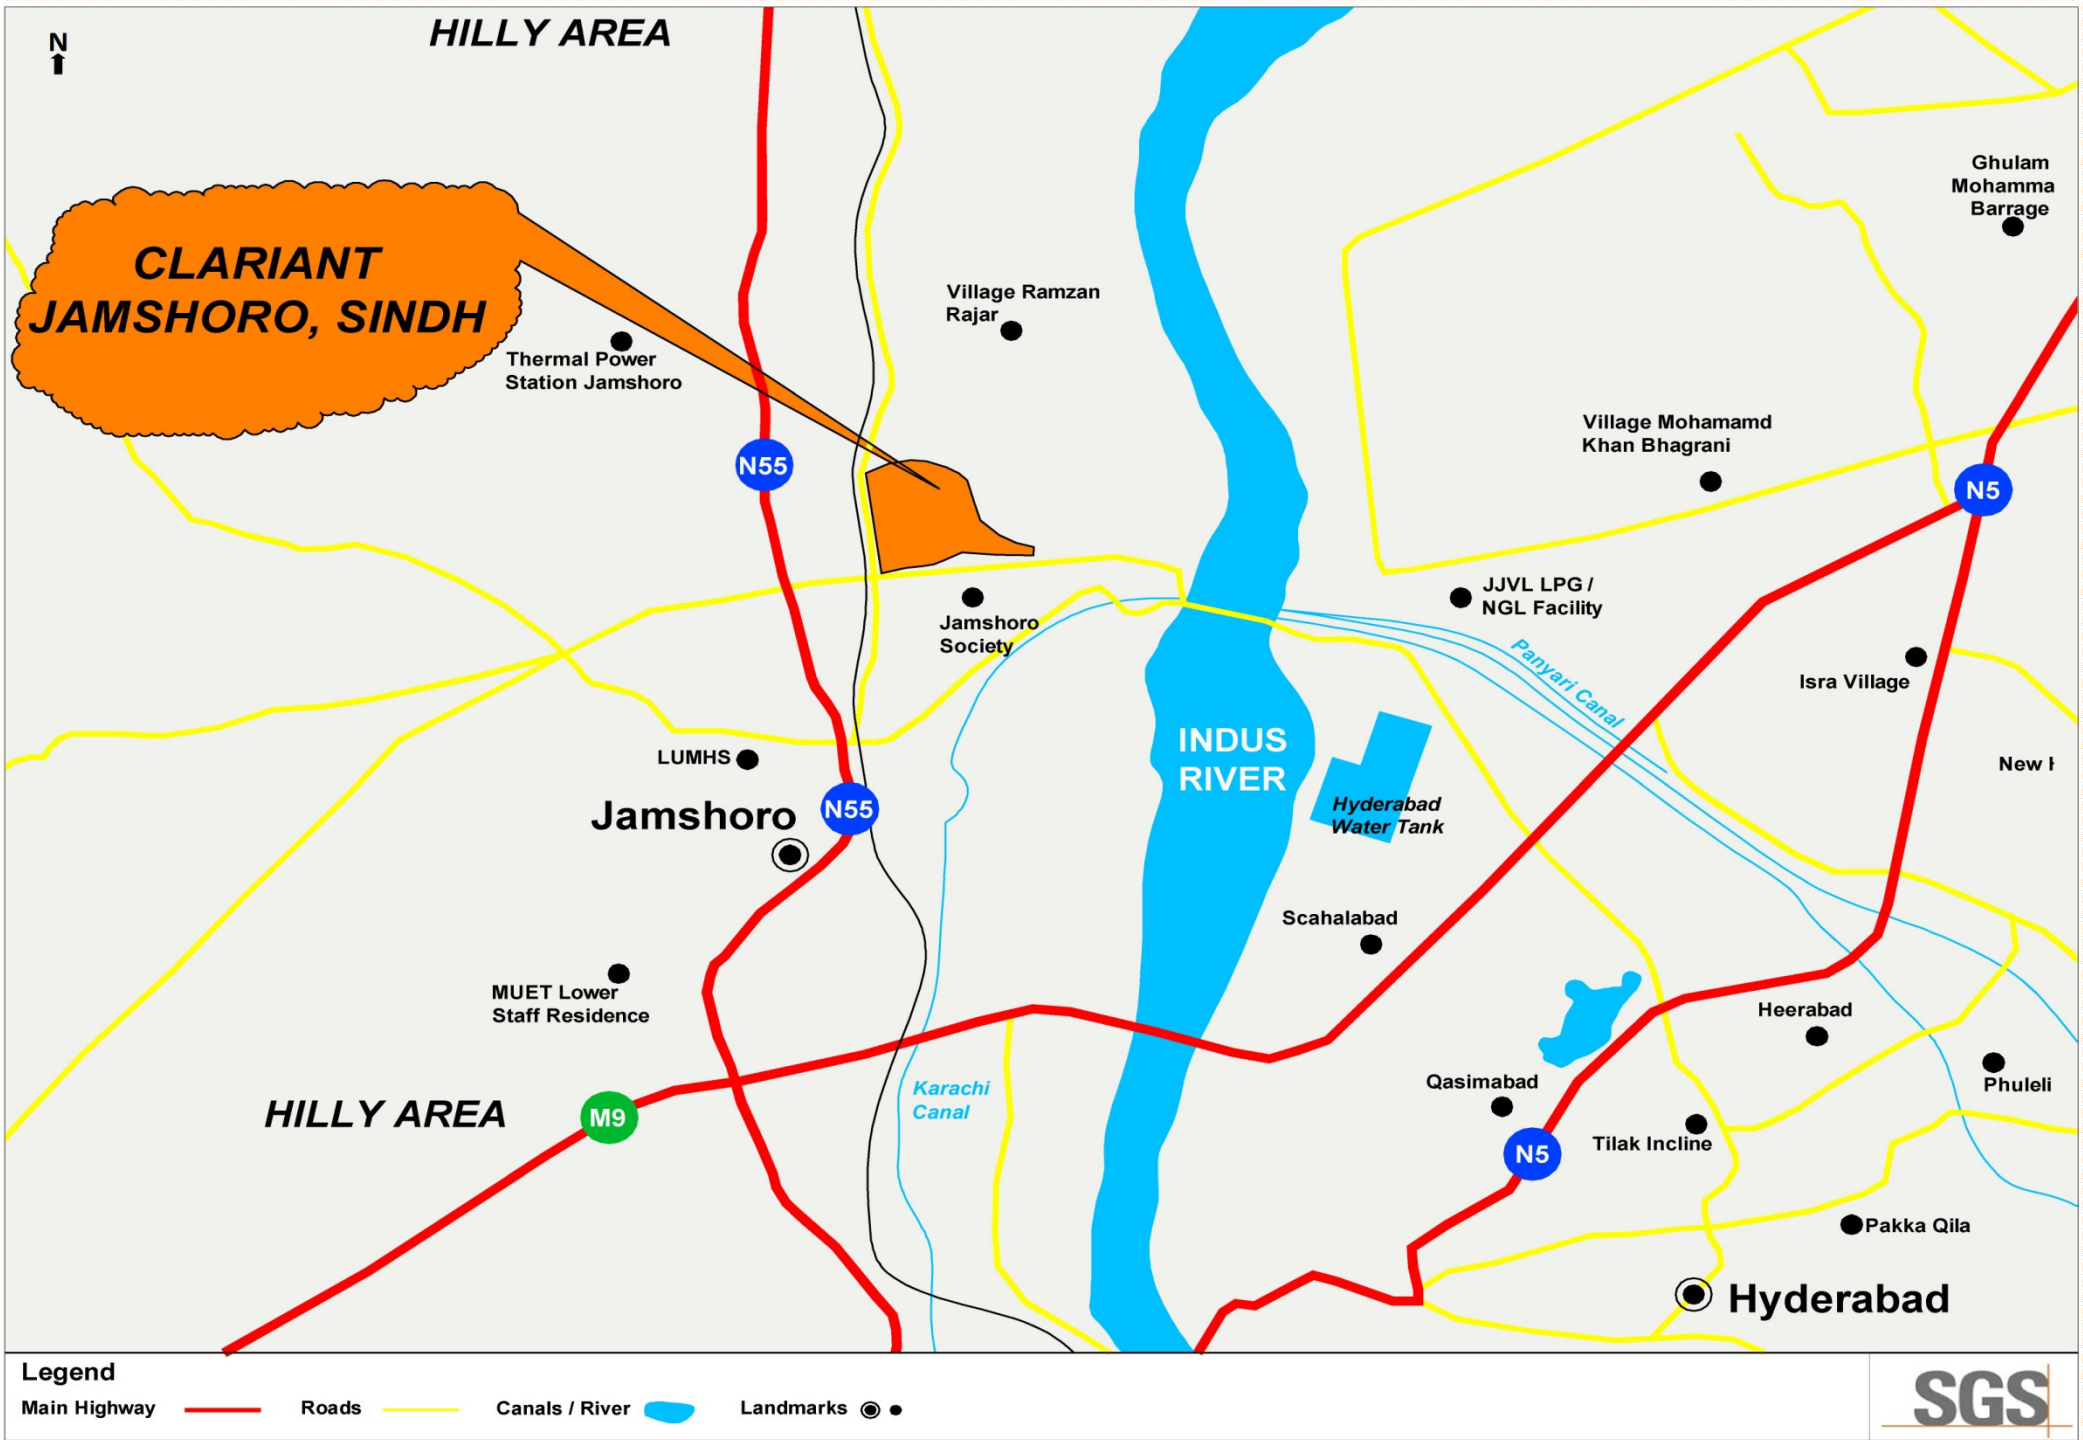 HILLY AREA
N
Ghulam
Mohamma
Barrage
CLARIANT
JAMSHORO, SINDH
Village Ramzan
Rajar
Thermal Power
Station Jamshoro
Village Mohamamd
Khan Bhagrani
N55
N5
JJVL LPG /
NGL Facility
Jamshoro
Society
Panyari Canal
Isra Village
INDUS
RIVER
LUMHS
New
Jamshoro
N55
Hyderabad
Water Tank
Scahalabad
MUET Lower
Staff Residence
Heerabad
Karachi
Canal
Qasimabad
Phuleli
HILLY AREA
M9
Tilak Incline
N5
Pakka Qila
Hyderabad
Legend
Main Highway
Roads
Canals / River
Landmarks
SGS